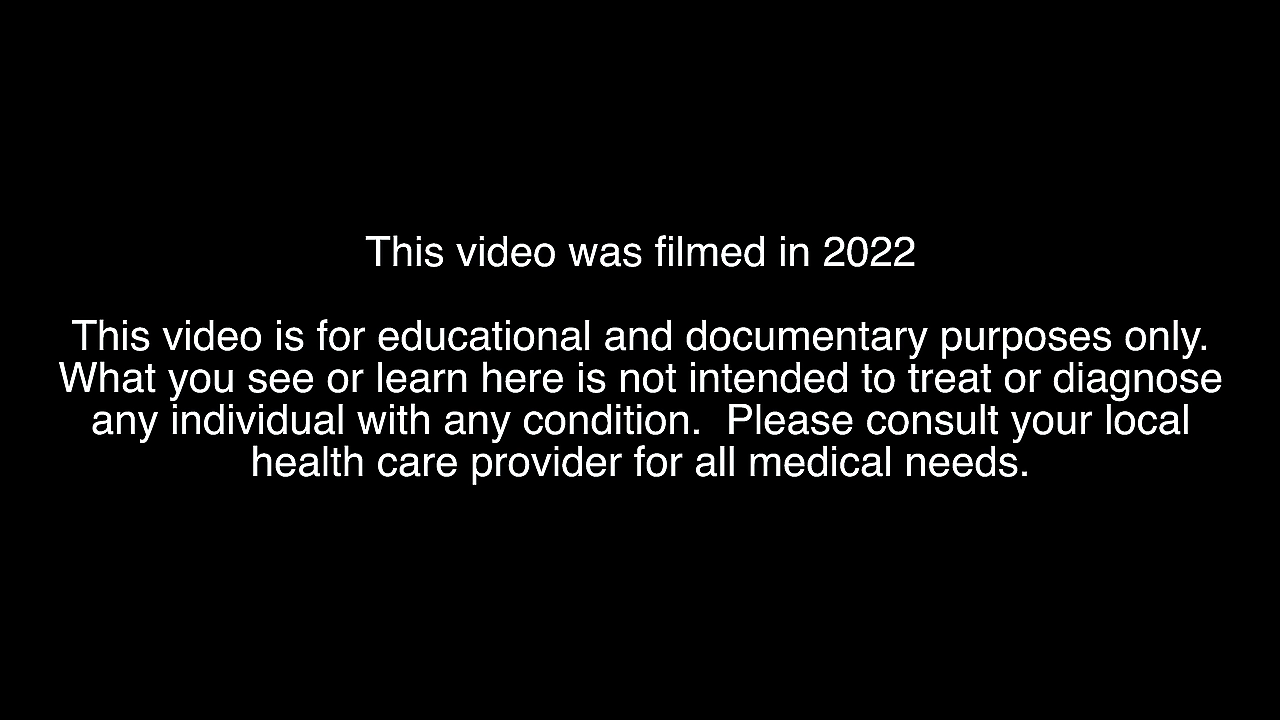 This video was filmed in 2022
This video is for educational and documentary purposes only.
What you see or learn here is not intended to treat or diagnose
any individual with any condition.  Please consult your local
health care provider for all medical needs.